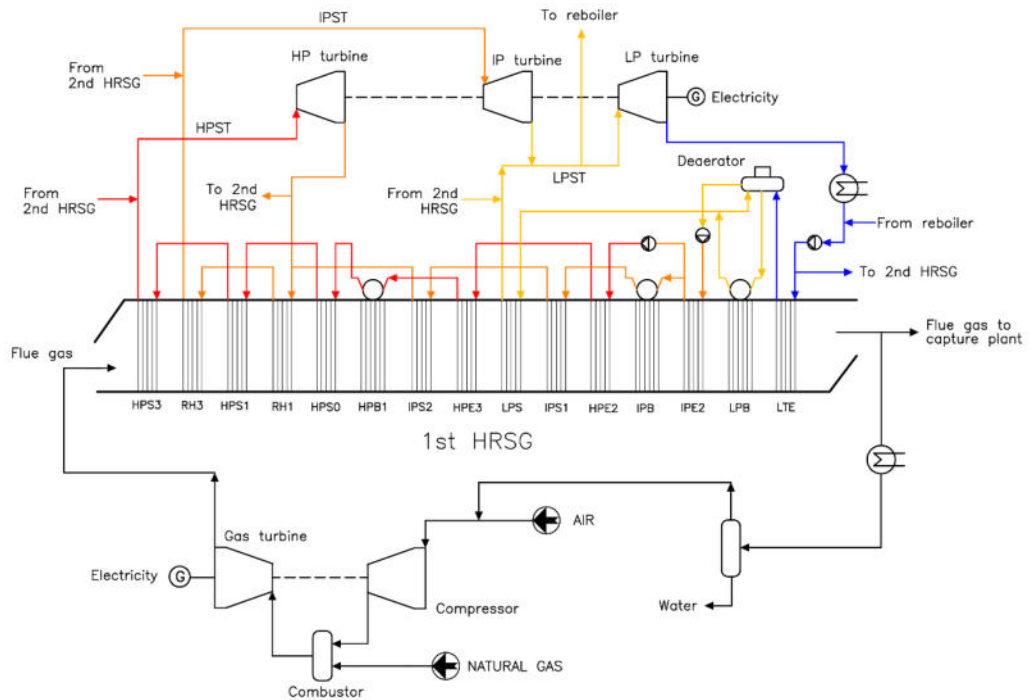 To reboiler
IPST
HP turbine
IP turbine
LP turbine
From
2nd HRSG
G
Electricity
HPST
Deaerator
From
2nd HRSG
To 2nd
HRSG
From 2nd
HRSG
LPST
From reboiler
To 2nd HRSG
Flue gas
Flue gas to
capture plant
HPS3
RH3
HPS1
RH1
HPS0
HPB1
IPS2
HPE3
LPS
IPS1
HPE2
IPB
IPE2
LPB
LTE
1st HRSG
Gas turbine
AIR
Electricity
G
Compressor
Water
NATURAL GAS
Combustor